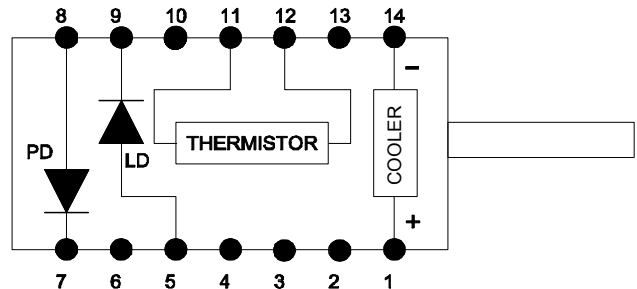 8 9 10 11 12 13 14
−
PD
LD
THERMISTOR
COOLER
+
7 6 5 4 3 2 1